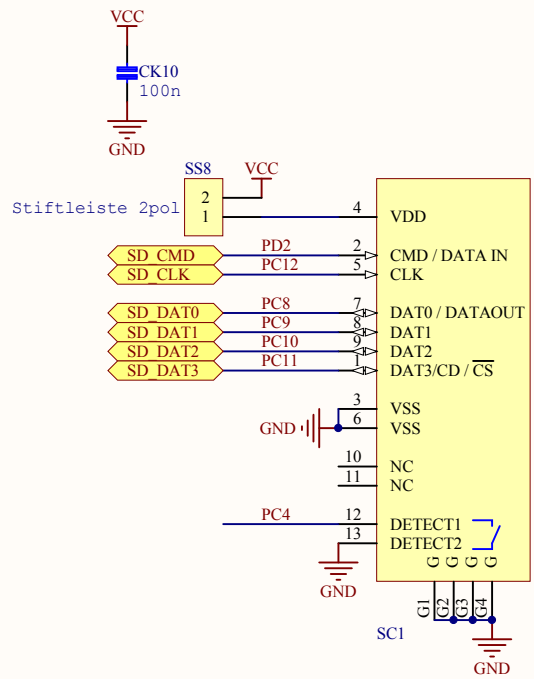 VCC
CK10
100n
GND
SS8
VCC
Stiftleiste 2pol
2
1
4
VDD
SD_CMD
PD2
2
CMD / DATA IN
SD_CLK
PC12
5
CLK
SD_DAT0
PC8
7
DAT0 / DATAOUT
SD_DAT1
PC9
8
DAT1
SD_DAT2
PC10
9
DAT2
SD_DAT3
PC11
1
DAT3/CD / CS
3
VSS
GND
6
VSS
10
NC
11
NC
PC4
12
DETECT1
13
DETECT2
GND
G G G G
G1 G2 G3 G4
SC1
GND